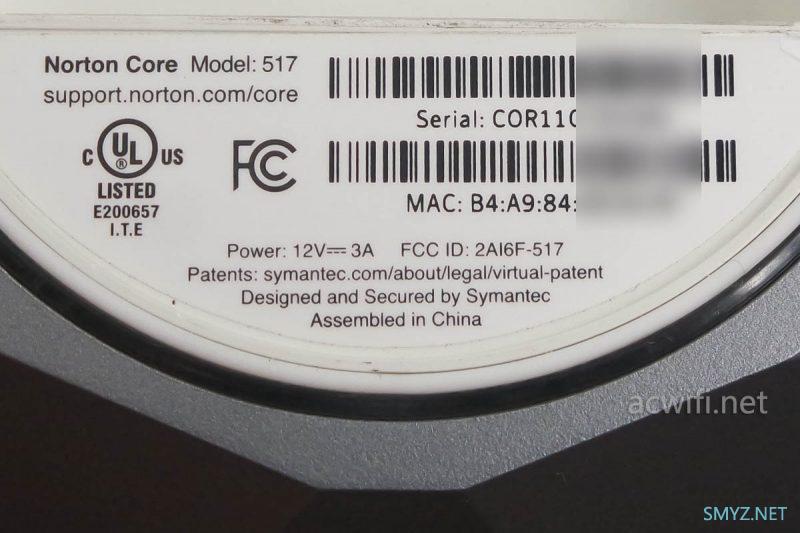 Norton Core Model: 517
support.norton.com/core
Serial: COR11
MAC: B4:A9:84:
C UL® US
LISTED
E200657
I.T.E
FC
Power: 12V⎓3A FCC ID: 2AI6F-517
Patents: symantec.com/about/legal/virtual-patent
Designed and Secured by Symantec
Assembled in China
acwifi.net
SMYZ.NET